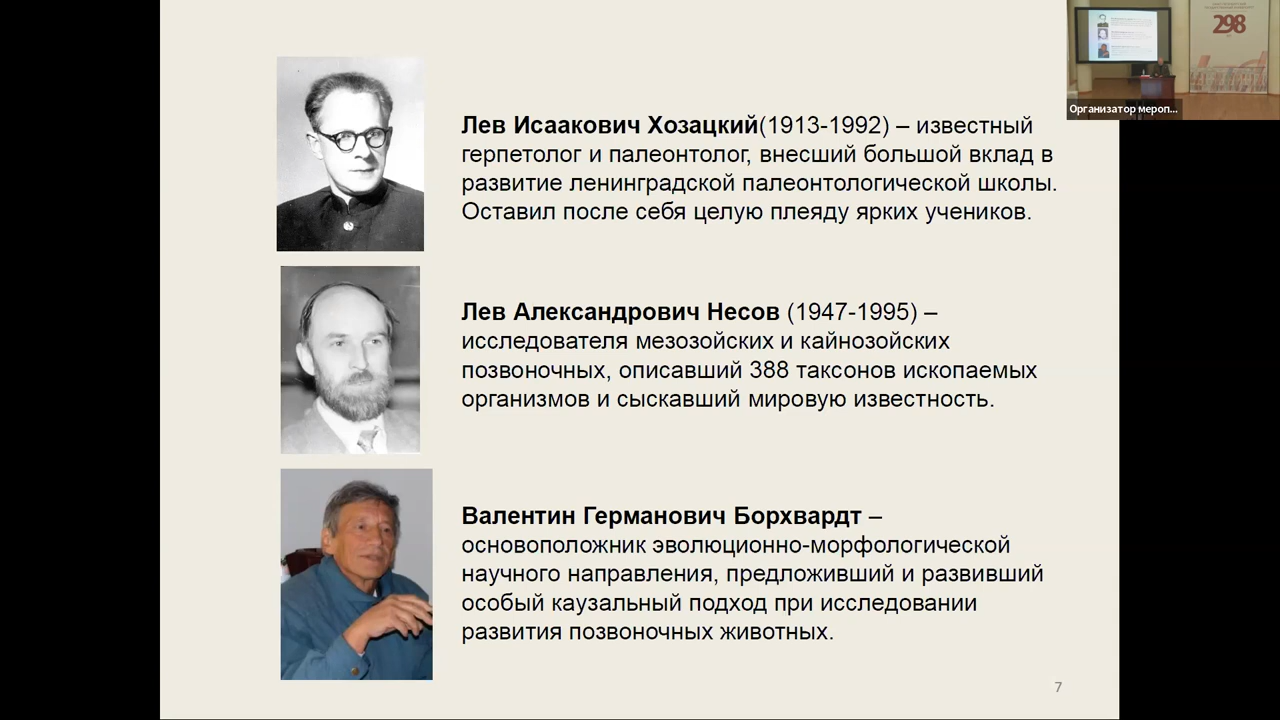 298
Организатор мероп...
Лев Исаакович Хозацкий(1913-1992) – известный
герпетолог и палеонтолог, внесший большой вклад в
развитие ленинградской палеонтологической школы.
Оставил после себя целую плеяду ярких учеников.
Лев Александрович Несов (1947-1995) –
исследователя мезозойских и кайнозойских
позвоночных, описавший 388 таксонов ископаемых
организмов и сыскавший мировую известность.
Валентин Германович Борхвардт –
основоположник эволюционно-морфологической
научного направления, предложивший и развивший
особый каузальный подход при исследовании
развития позвоночных животных.
7